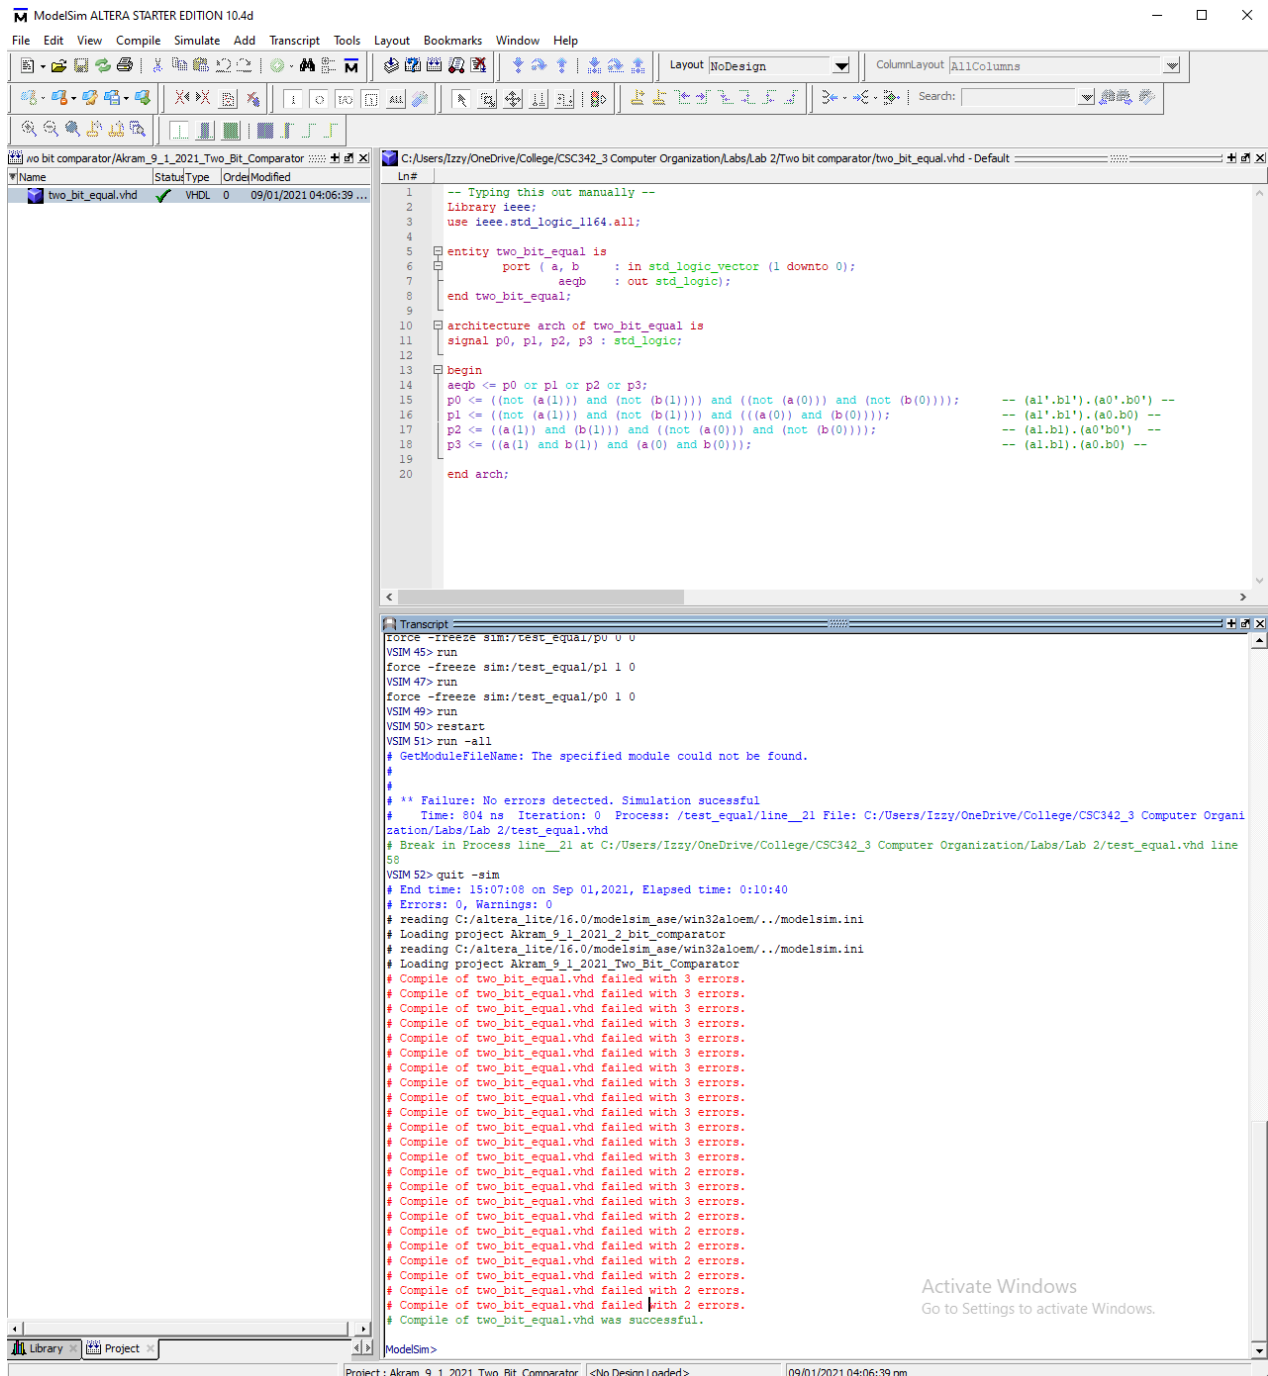 ModelSim ALTERA STARTER EDITION 10.4d
File Edit View Compile Simulate Add Transcript Tools Layout Bookmarks Window Help
Layout NoDesign ColumnLayout AllColumns
Search:
wo bit comparator/Akram_9_1_2021_Two_Bit_Comparator
Name Status Type Order Modified
two_bit_equal.vhd VHDL 0 09/01/2021 04:06:39 ...
C:/Users/Izzy/OneDrive/College/CSC342_3 Computer Organization/Labs/Lab 2/Two bit comparator/two_bit_equal.vhd - Default
Ln#
1 -- Typing this out manually --
2 Library ieee;
3 use ieee.std_logic_1164.all;
4
5 entity two_bit_equal is
6 port ( a, b : in std_logic_vector (1 downto 0);
7 aeqb : out std_logic);
8 end two_bit_equal;
9
10 architecture arch of two_bit_equal is
11 signal p0, p1, p2, p3 : std_logic;
12
13 begin
14 aeqb <= p0 or p1 or p2 or p3;
15 p0 <= ((not (a(1))) and (not (b(1)))) and ((not (a(0))) and (not (b(0)))); -- (a1'.b1').(a0'.b0') --
16 p1 <= ((not (a(1))) and (not (b(1)))) and (((a(0)) and (b(0)))); -- (a1'.b1').(a0.b0) --
17 p2 <= ((a(1)) and (b(1))) and ((not (a(0))) and (not (b(0)))); -- (a1.b1).(a0'b0') --
18 p3 <= ((a(1) and b(1)) and (a(0) and b(0))); -- (a1.b1).(a0.b0) --
19
20 end arch;
Transcript
force -freeze sim:/test_equal/p0 0 0
VSIM 45> run
force -freeze sim:/test_equal/p1 1 0
VSIM 47> run
force -freeze sim:/test_equal/p0 1 0
VSIM 49> run
VSIM 50> restart
VSIM 51> run -all
# GetModuleFileName: The specified module could not be found.
#
#
# ** Failure: No errors detected. Simulation sucessful
# Time: 804 ns Iteration: 0 Process: /test_equal/line__21 File: C:/Users/Izzy/OneDrive/College/CSC342_3 Computer Organi
zation/Labs/Lab 2/test_equal.vhd
# Break in Process line__21 at C:/Users/Izzy/OneDrive/College/CSC342_3 Computer Organization/Labs/Lab 2/test_equal.vhd line
58
VSIM 52> quit -sim
# End time: 15:07:08 on Sep 01,2021, Elapsed time: 0:10:40
# Errors: 0, Warnings: 0
# reading C:/altera_lite/16.0/modelsim_ase/win32aloem/../modelsim.ini
# Loading project Akram_9_1_2021_2_bit_comparator
# reading C:/altera_lite/16.0/modelsim_ase/win32aloem/../modelsim.ini
# Loading project Akram_9_1_2021_Two_Bit_Comparator
# Compile of two_bit_equal.vhd failed with 3 errors.
# Compile of two_bit_equal.vhd failed with 3 errors.
# Compile of two_bit_equal.vhd failed with 3 errors.
# Compile of two_bit_equal.vhd failed with 3 errors.
# Compile of two_bit_equal.vhd failed with 3 errors.
# Compile of two_bit_equal.vhd failed with 3 errors.
# Compile of two_bit_equal.vhd failed with 3 errors.
# Compile of two_bit_equal.vhd failed with 3 errors.
# Compile of two_bit_equal.vhd failed with 3 errors.
# Compile of two_bit_equal.vhd failed with 3 errors.
# Compile of two_bit_equal.vhd failed with 3 errors.
# Compile of two_bit_equal.vhd failed with 3 errors.
# Compile of two_bit_equal.vhd failed with 3 errors.
# Compile of two_bit_equal.vhd failed with 2 errors.
# Compile of two_bit_equal.vhd failed with 3 errors.
# Compile of two_bit_equal.vhd failed with 3 errors.
# Compile of two_bit_equal.vhd failed with 2 errors.
# Compile of two_bit_equal.vhd failed with 2 errors.
# Compile of two_bit_equal.vhd failed with 2 errors.
# Compile of two_bit_equal.vhd failed with 2 errors.
# Compile of two_bit_equal.vhd failed with 2 errors.
# Compile of two_bit_equal.vhd failed with 2 errors.
# Compile of two_bit_equal.vhd failed with 2 errors.
# Compile of two_bit_equal.vhd was successful.
Activate Windows
Go to Settings to activate Windows.
ModelSim>
Library Project
Project : Akram_9_1_2021_Two_Bit_Comparator <No Design Loaded> 09/01/2021 04:06:39 pm